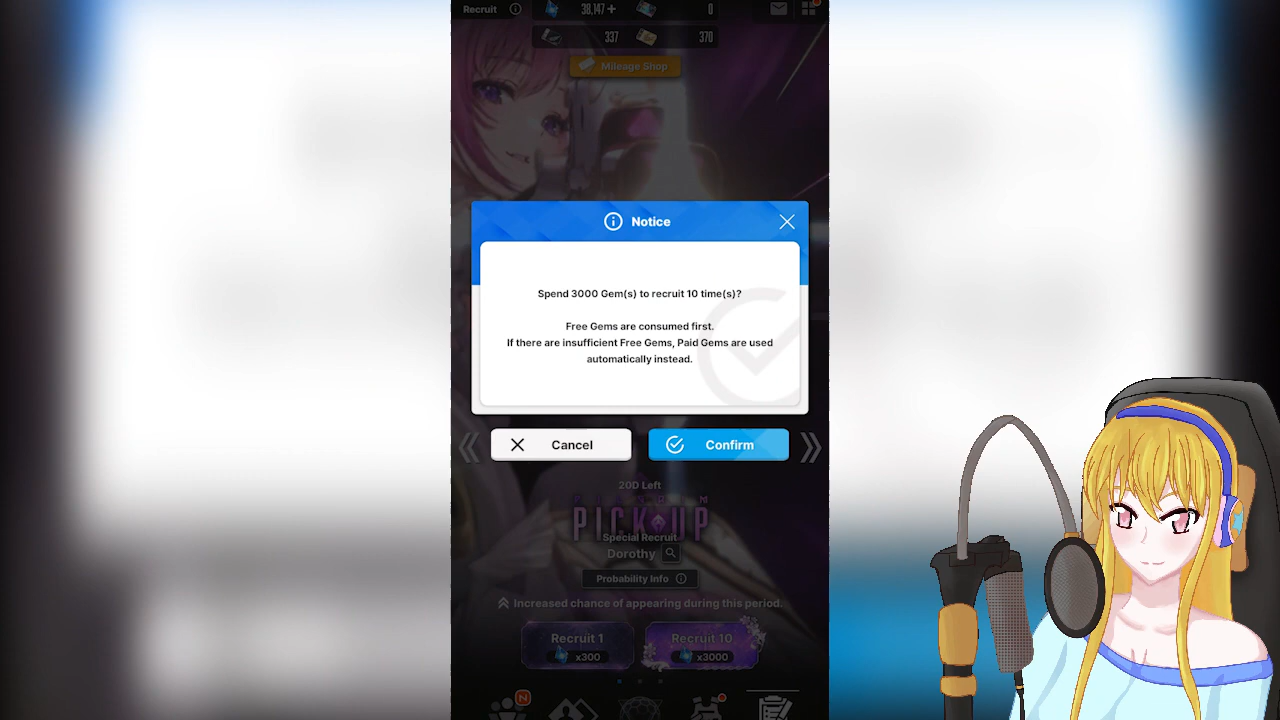 Recruit
38,147 +
0
337
370
Mileage Shop
Notice
Spend 3000 Gem(s) to recruit 10 time(s)?
Free Gems are consumed first.
If there are insufficient Free Gems, Paid Gems are used
automatically instead.
Cancel
Confirm
20D Left
PICK UP
Special Recruit
Dorothy
Probability Info
Increased chance of appearing during this period.
Recruit 1
x300
Recruit 10
x3000
N